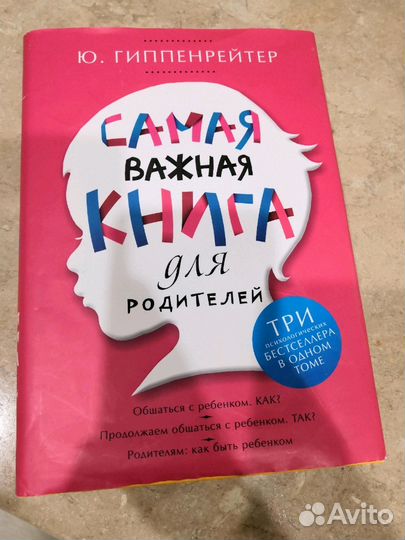 Ю. ГИППЕНРЕЙТЕР
САМАЯ
ВАЖНАЯ
КНИГА
для
РОДИТЕЛЕЙ
ТРИ
психологических
БЕСТСЕЛЛЕРА
В ОДНОМ
ТОМЕ
Общаться с ребенком. КАК?
Продолжаем общаться с ребенком. ТАК?
Родителям: как быть ребенком
Avito